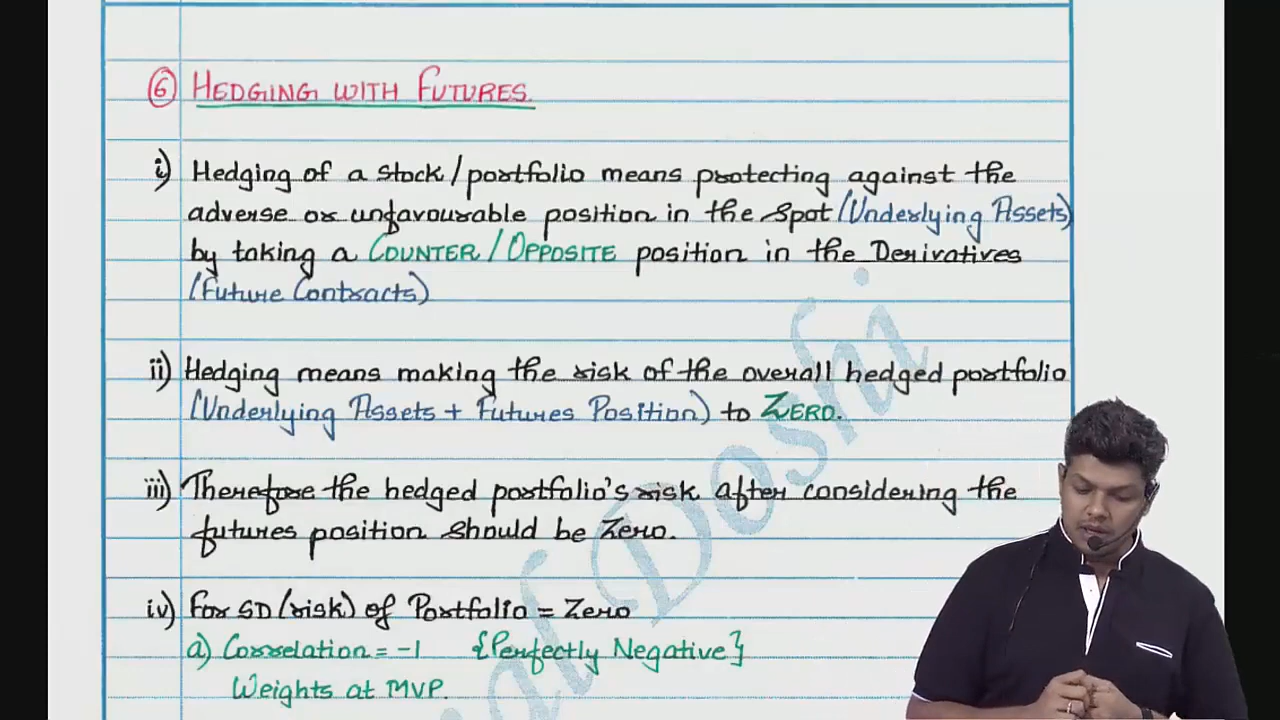 ⑥ HEDGING WITH FUTURES.
i) Hedging of a stock/portfolio means protecting against the
adverse or unfavourable position in the spot (Underlying Assets)
by taking a COUNTER/OPPOSITE position in the Derivatives
(Future Contracts)
ii) Hedging means making the risk of the overall hedged portfolio
(Underlying Assets + Futures Position) to ZERO.
iii) Therefore the hedged portfolio's risk after considering the
futures position should be Zero.
iv) For SD (risk) of Portfolio = Zero
a) Correlation = -1 {Perfectly Negative}
Weights at MVP.
al Doshi